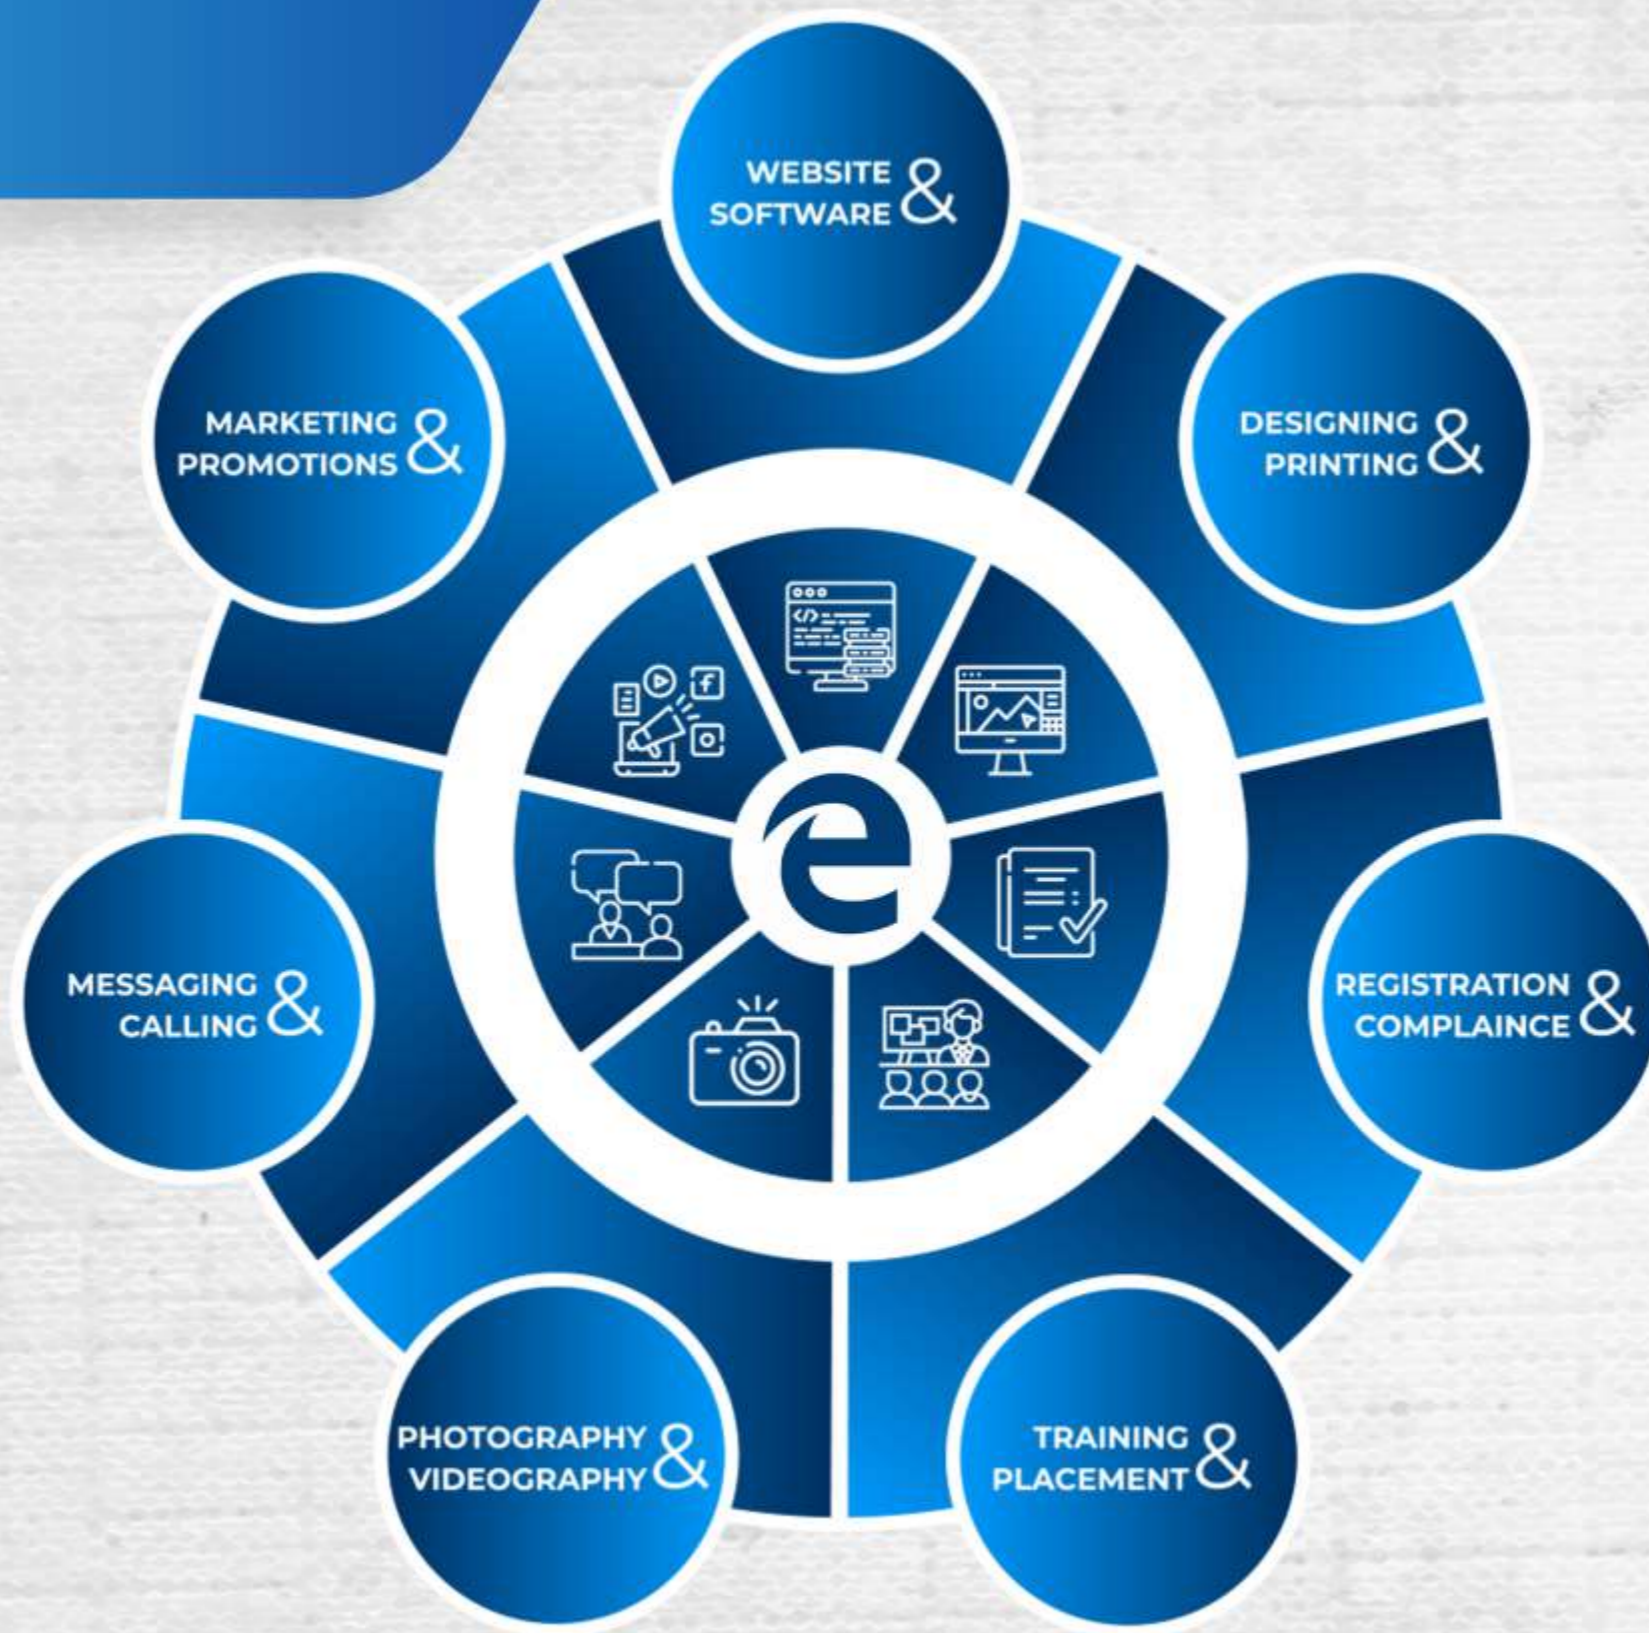 WEBSITE &
SOFTWARE
DESIGNING &
PRINTING
REGISTRATION &
COMPLAINCE
TRAINING &
PLACEMENT
PHOTOGRAPHY &
VIDEOGRAPHY
MESSAGING &
CALLING
MARKETING &
PROMOTIONS
e